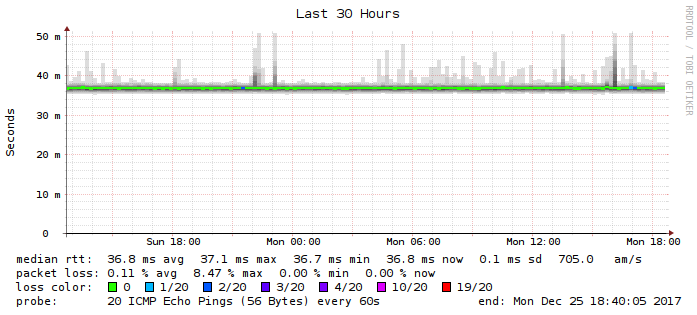 Last 30 Hours
RRDTOOL / TOBI OETIKER
Seconds
50 m
40 m
30 m
20 m
10 m
0
Sun 18:00 Mon 00:00 Mon 06:00 Mon 12:00 Mon 18:00
median rtt: 36.8 ms avg 37.1 ms max 36.7 ms min 36.8 ms now 0.1 ms sd 705.0 am/s
packet loss: 0.11 % avg 8.47 % max 0.00 % min 0.00 % now
loss color: 0 1/20 2/20 3/20 4/20 10/20 19/20
probe: 20 ICMP Echo Pings (56 Bytes) every 60s end: Mon Dec 25 18:40:05 2017